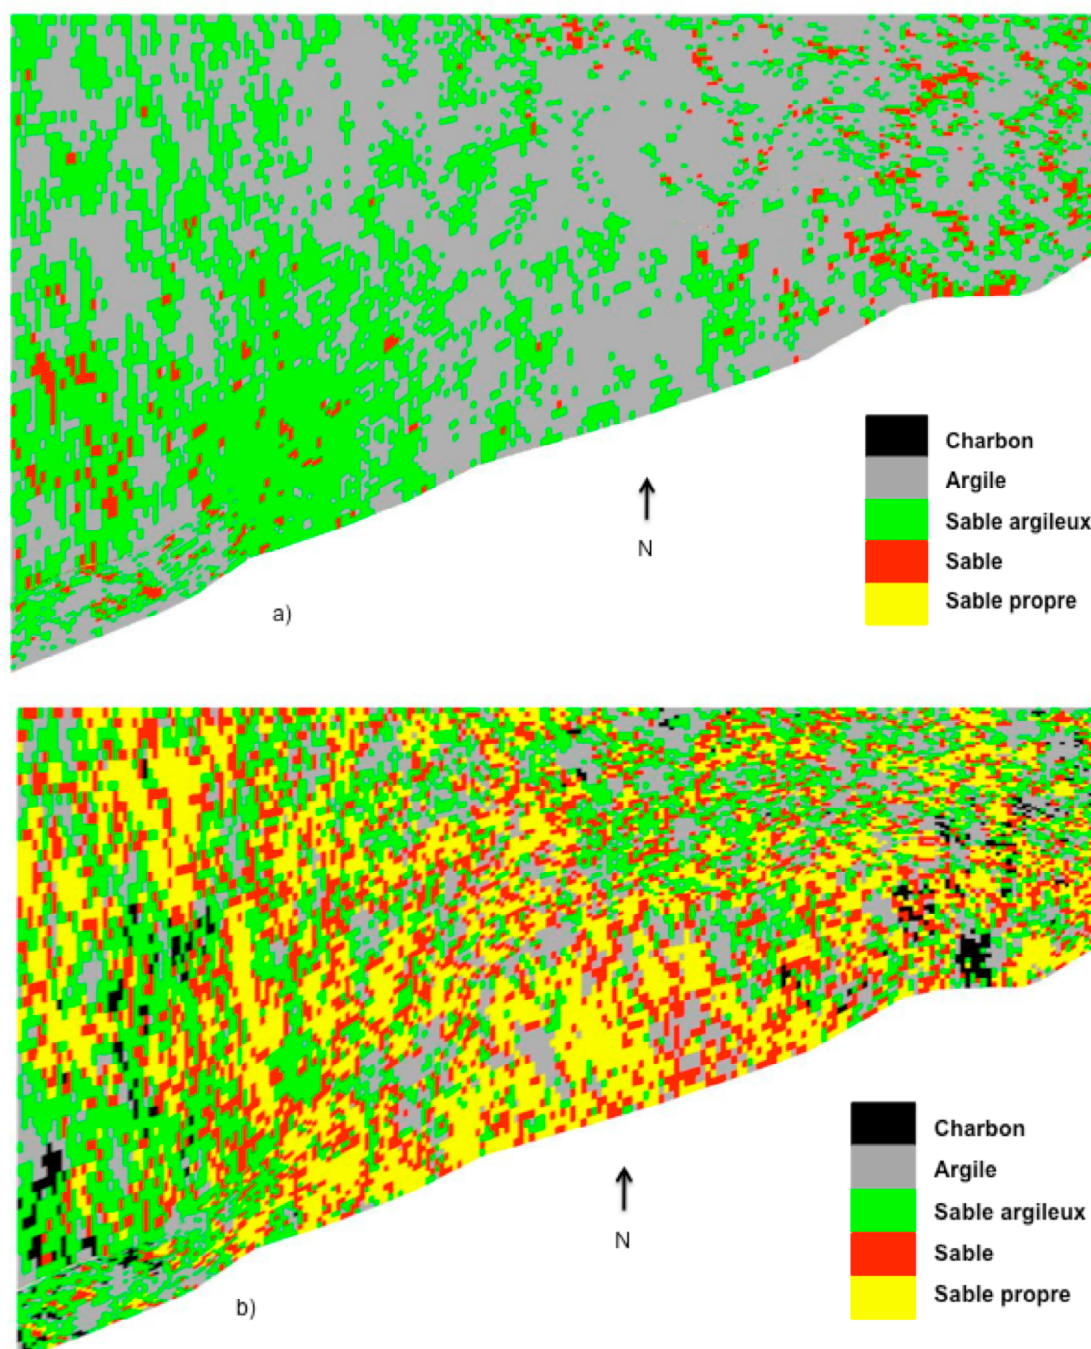 Charbon
Argile
Sable argileux
Sable
Sable propre
N
a)
Charbon
Argile
Sable argileux
Sable
Sable propre
N
b)